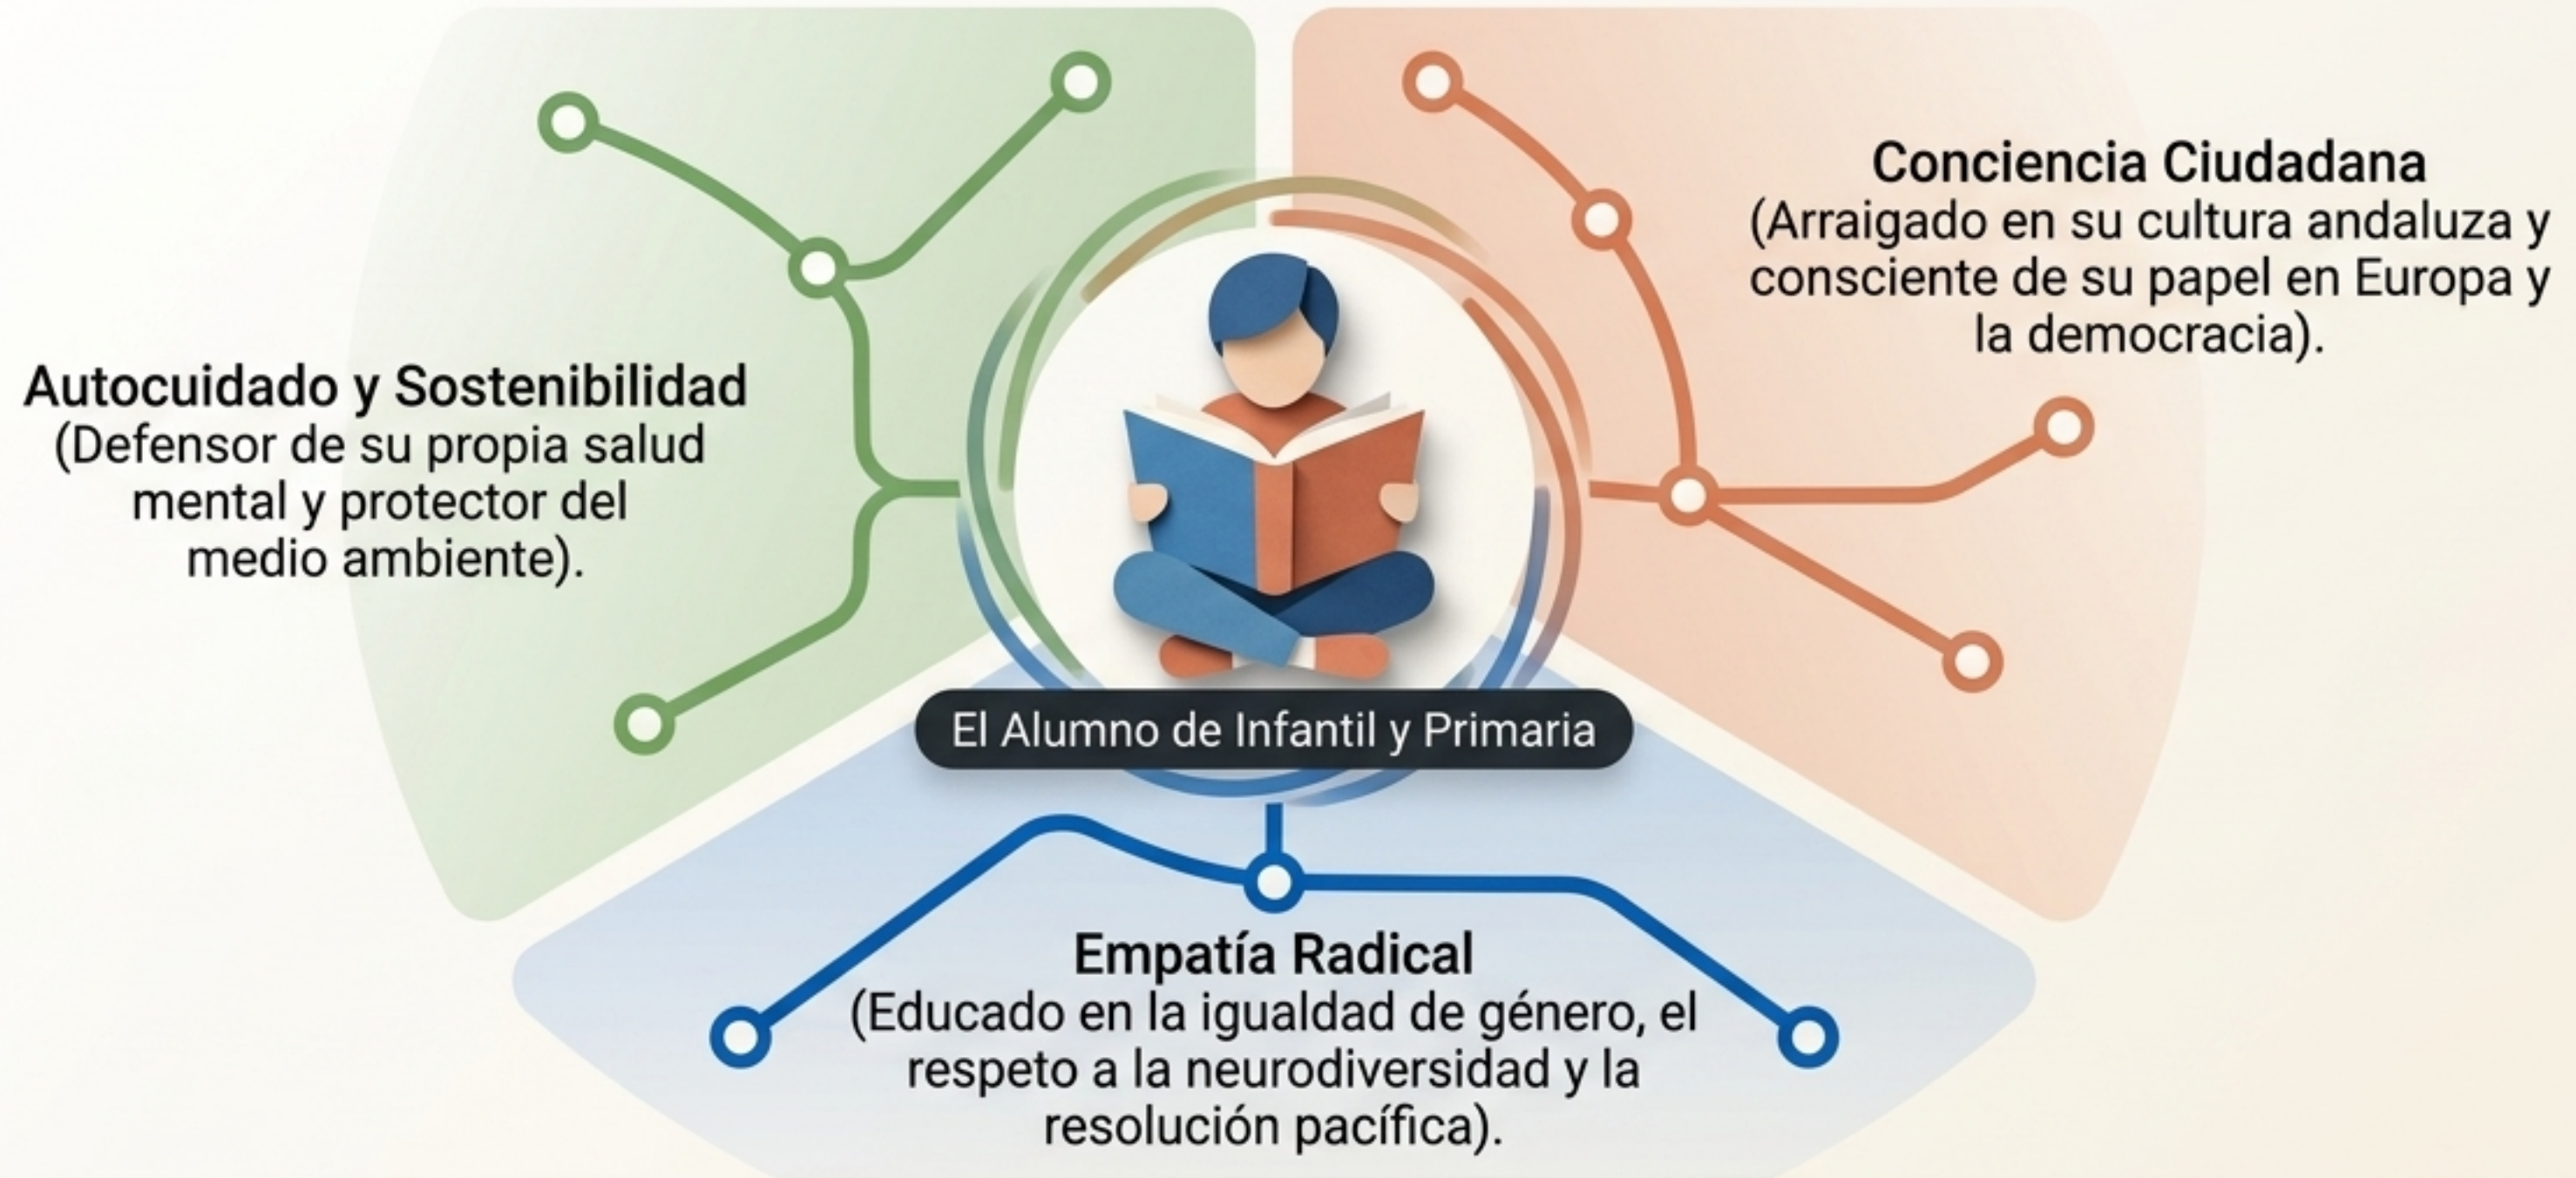 Autocuidado y Sostenibilidad
(Defensor de su propia salud
mental y protector del
medio ambiente).
Conciencia Ciudadana
(Arraigado en su cultura andaluza y
consciente de su papel en Europa y
la democracia).
El Alumno de Infantil y Primaria
Empatía Radical
(Educado en la igualdad de género, el
respeto a la neurodiversidad y la
resolución pacífica).